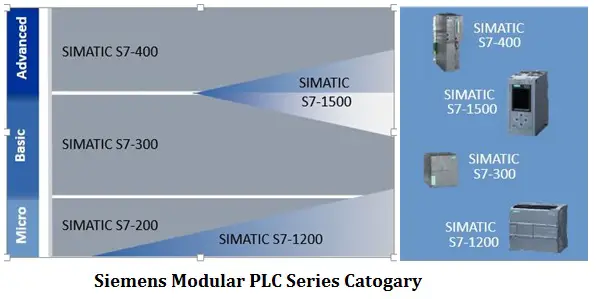 Advanced
SIMATIC S7-400
SIMATIC
S7-1500
Basic
SIMATIC S7-300
Micro
SIMATIC S7-200
SIMATIC S7-1200
SIMATIC
S7-400
SIMATIC
S7-1500
SIMATIC
S7-300
SIMATIC
S7-1200
Siemens Modular PLC Series Catogary